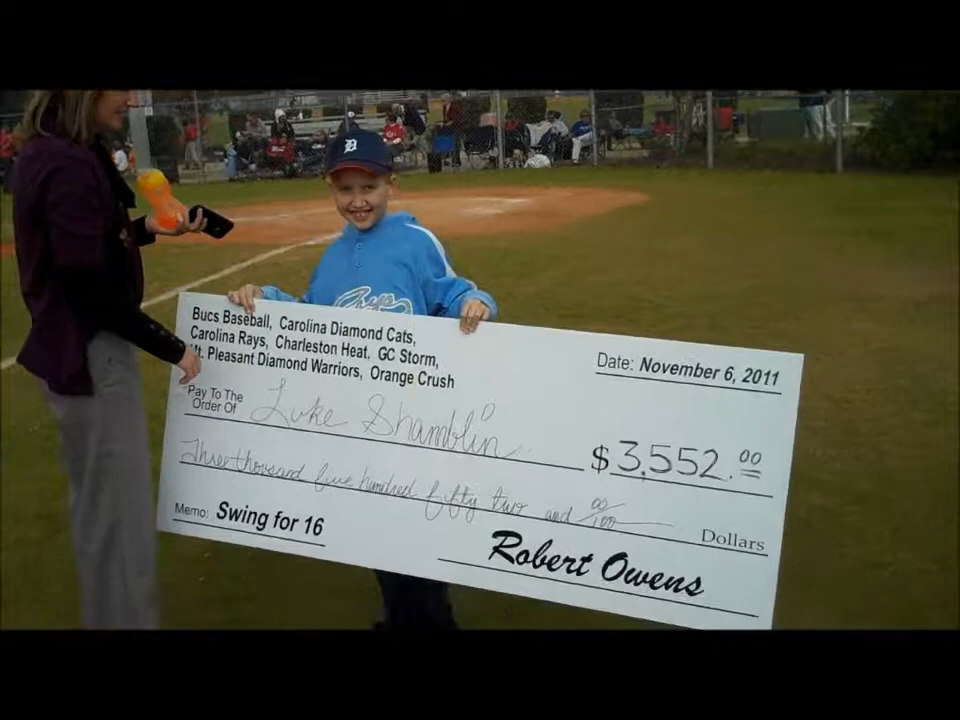 D
Bucs Baseball, Carolina Diamond Cats,
Carolina Rays, Charleston Heat, GC Storm,
Mt. Pleasant Diamond Warriors, Orange Crush
Date: November 6, 2011
Pay To The
Order Of
Luke Shamblin
$3,552.00
Three thousand five hundred fifty two and 00/100
Dollars
Memo: Swing for 16
Robert Owens